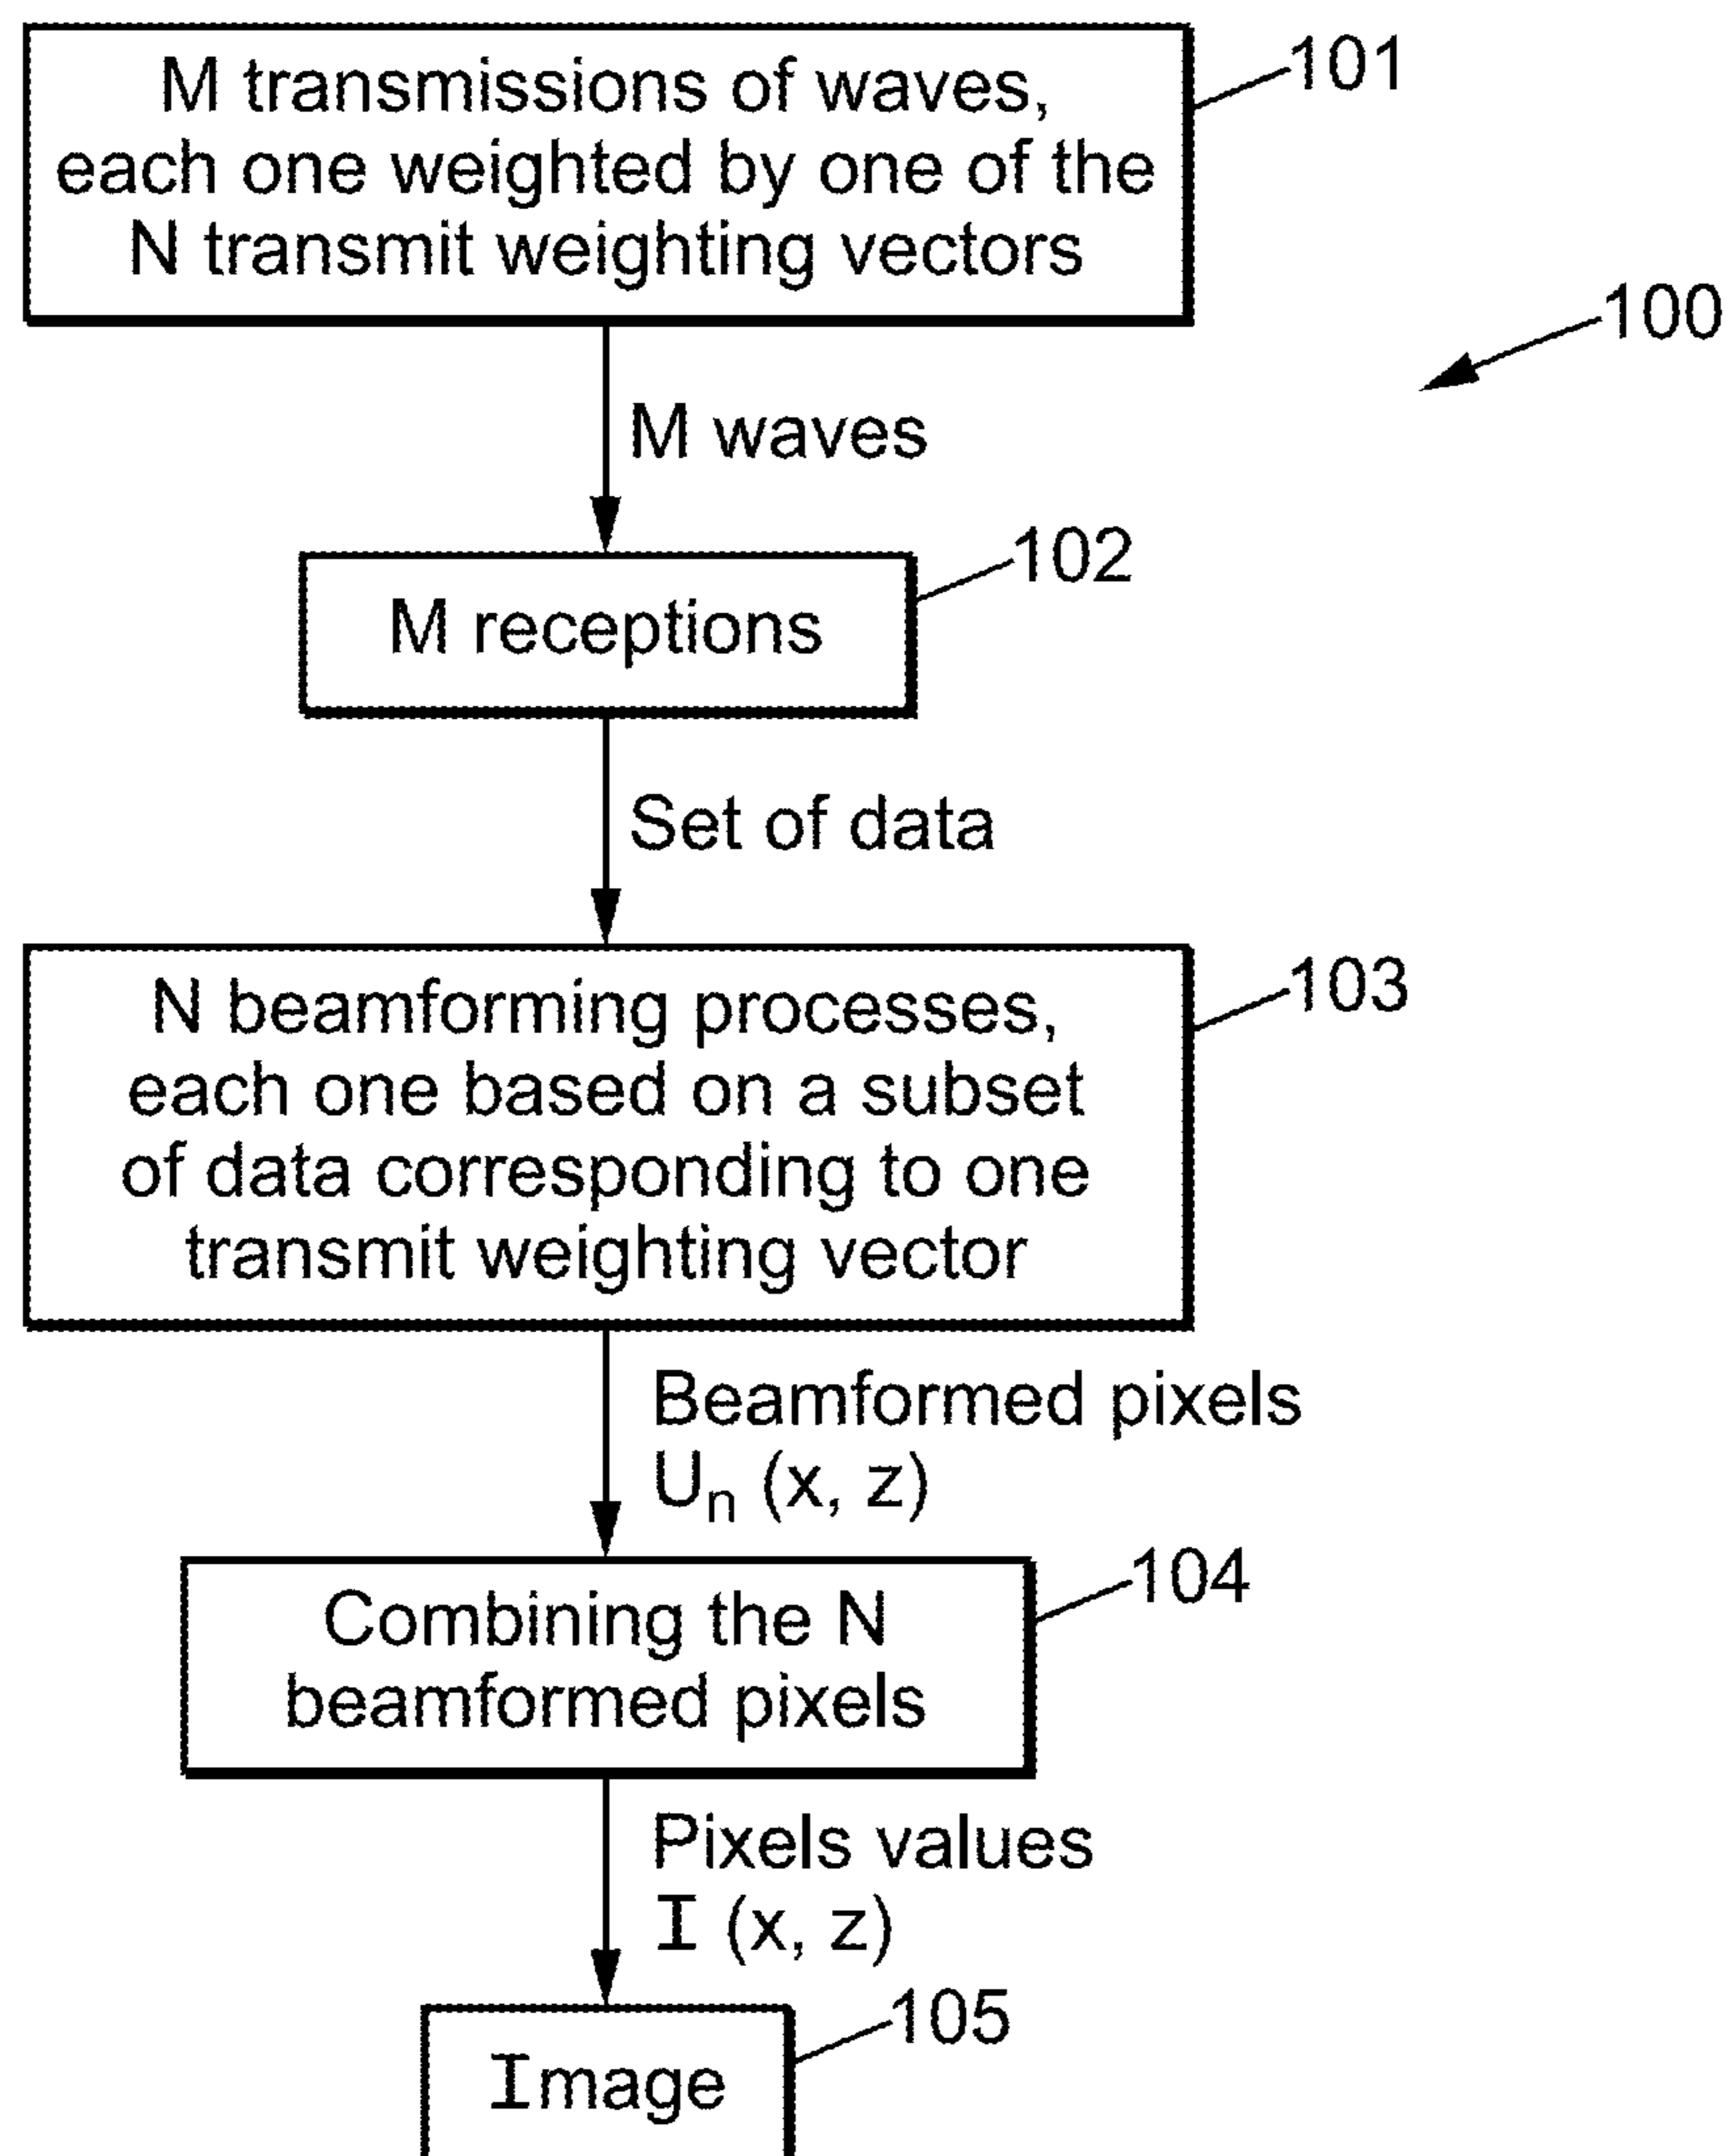 M transmissions of waves,
each one weighted by one of the
N transmit weighting vectors
101
100
M waves
102
M receptions
Set of data
103
N beamforming processes,
each one based on a subset
of data corresponding to one
transmit weighting vector
Beamformed pixels
Uₙ (x, z)
104
Combining the N
beamformed pixels
Pixels values
I (x, z)
105
Image